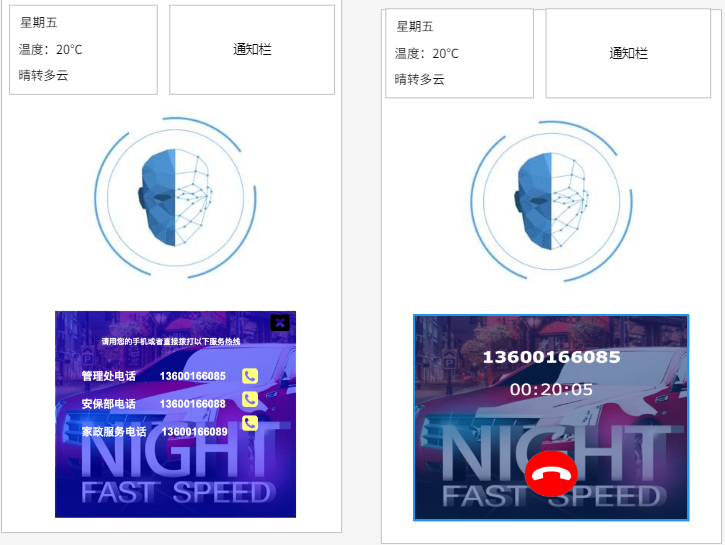 星期五
温度：20℃
晴转多云
通知栏
请用您的手机或者直接拨打以下服务热线
管理处电话 13600166085
安保部电话 13600166088
家政服务电话 13600166089
NIGHT
FAST SPEED
星期五
温度：20℃
晴转多云
通知栏
13600166085
00:20:05
NIGHT
FAST SPEED